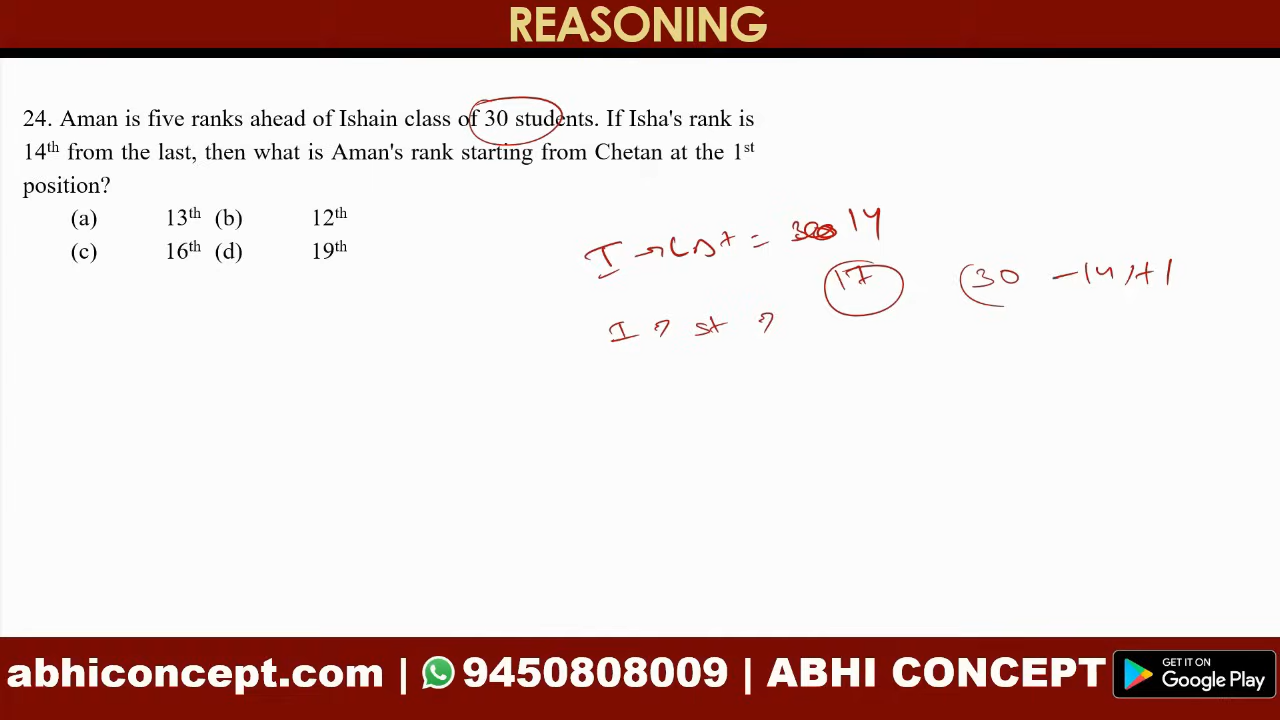 REASONING
24. Aman is five ranks ahead of Ishain class of 30 students. If Isha's rank is
14th from the last, then what is Aman's rank starting from Chetan at the 1st
position?
(a) 13th (b) 12th
(c) 16th (d) 19th
I → Last = 14
17 (30 - 14) + 1
I → st →
abhiconcept.com | 9450808009 | ABHI CONCEPT
GET IT ON
Google Play